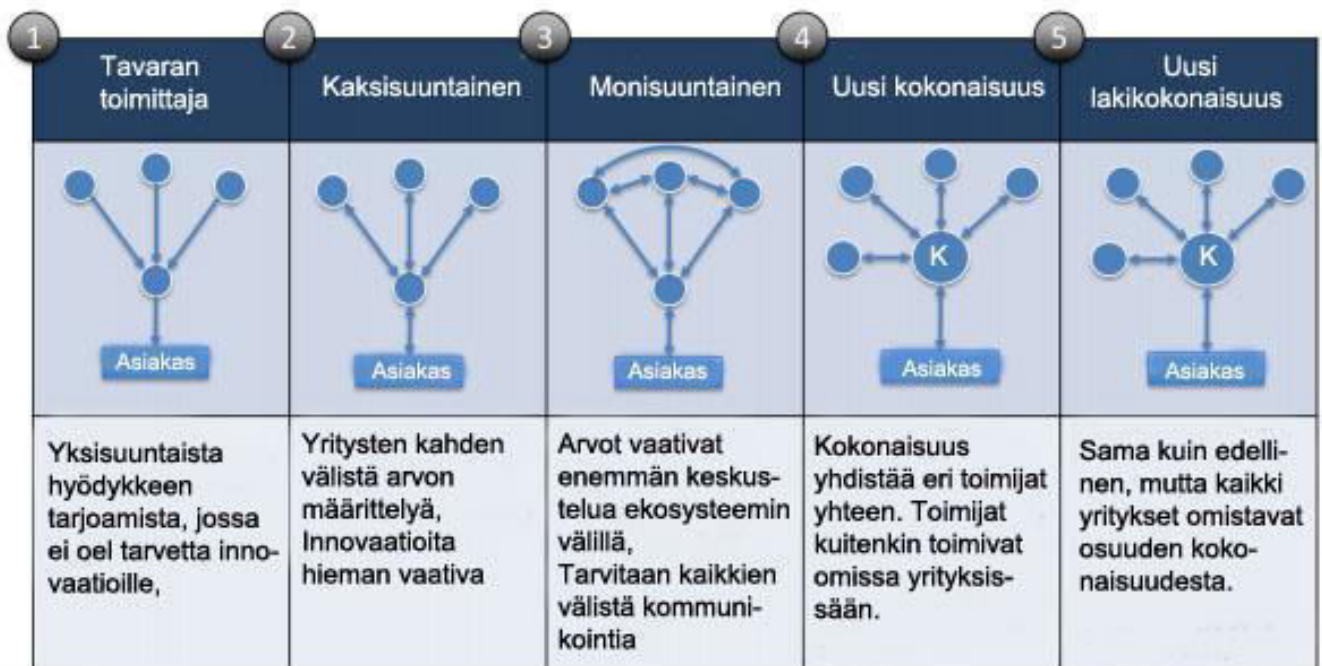 1
2
3
4
5
Tavaran
toimittaja
Kaksisuuntainen
Monisuuntainen
Uusi kokonaisuus
Uusi
lakikokonaisuus
K
K
Asiakas
Asiakas
Asiakas
Asiakas
Asiakas
Yksisuuntaista
hyödykkeen
tarjoamista, jossa
ei oel tarvetta inno-
vaatioille,
Yritysten kahden
välistä arvon
määrittelyä,
Innovaatioita
hieman vaativa
Arvot vaativat
enemmän keskus-
telua ekosysteemin
välillä,
Tarvitaan kaikkien
välistä kommuni-
kointia
Kokonaisuus
yhdistää eri toimijat
yhteen. Toimijat
kuitenkin toimivat
omissa yrityksis-
sään.
Sama kuin edelli-
nen, mutta kaikki
yritykset omistavat
osuuden koko-
naisuudesta.